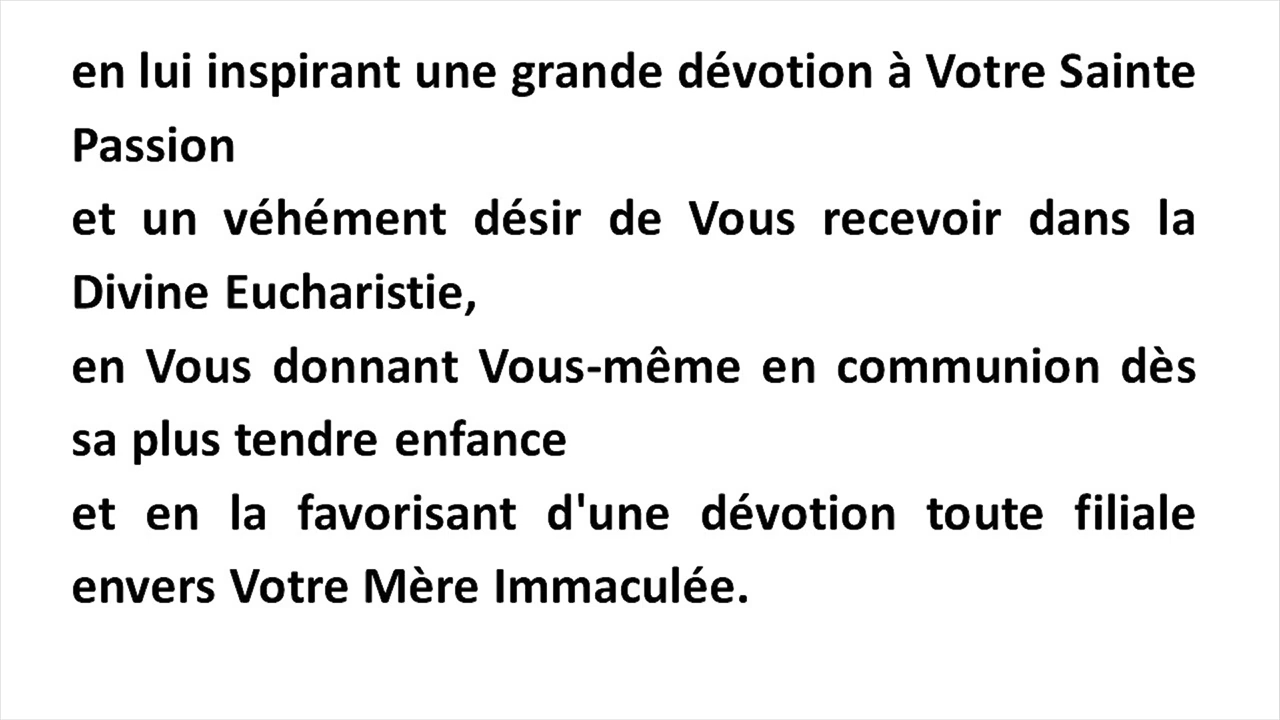 en lui inspirant une grande dévotion à Votre Sainte
Passion
et un véhément désir de Vous recevoir dans la
Divine Eucharistie,
en Vous donnant Vous-même en communion dès
sa plus tendre enfance
et en la favorisant d'une dévotion toute filiale
envers Votre Mère Immaculée.